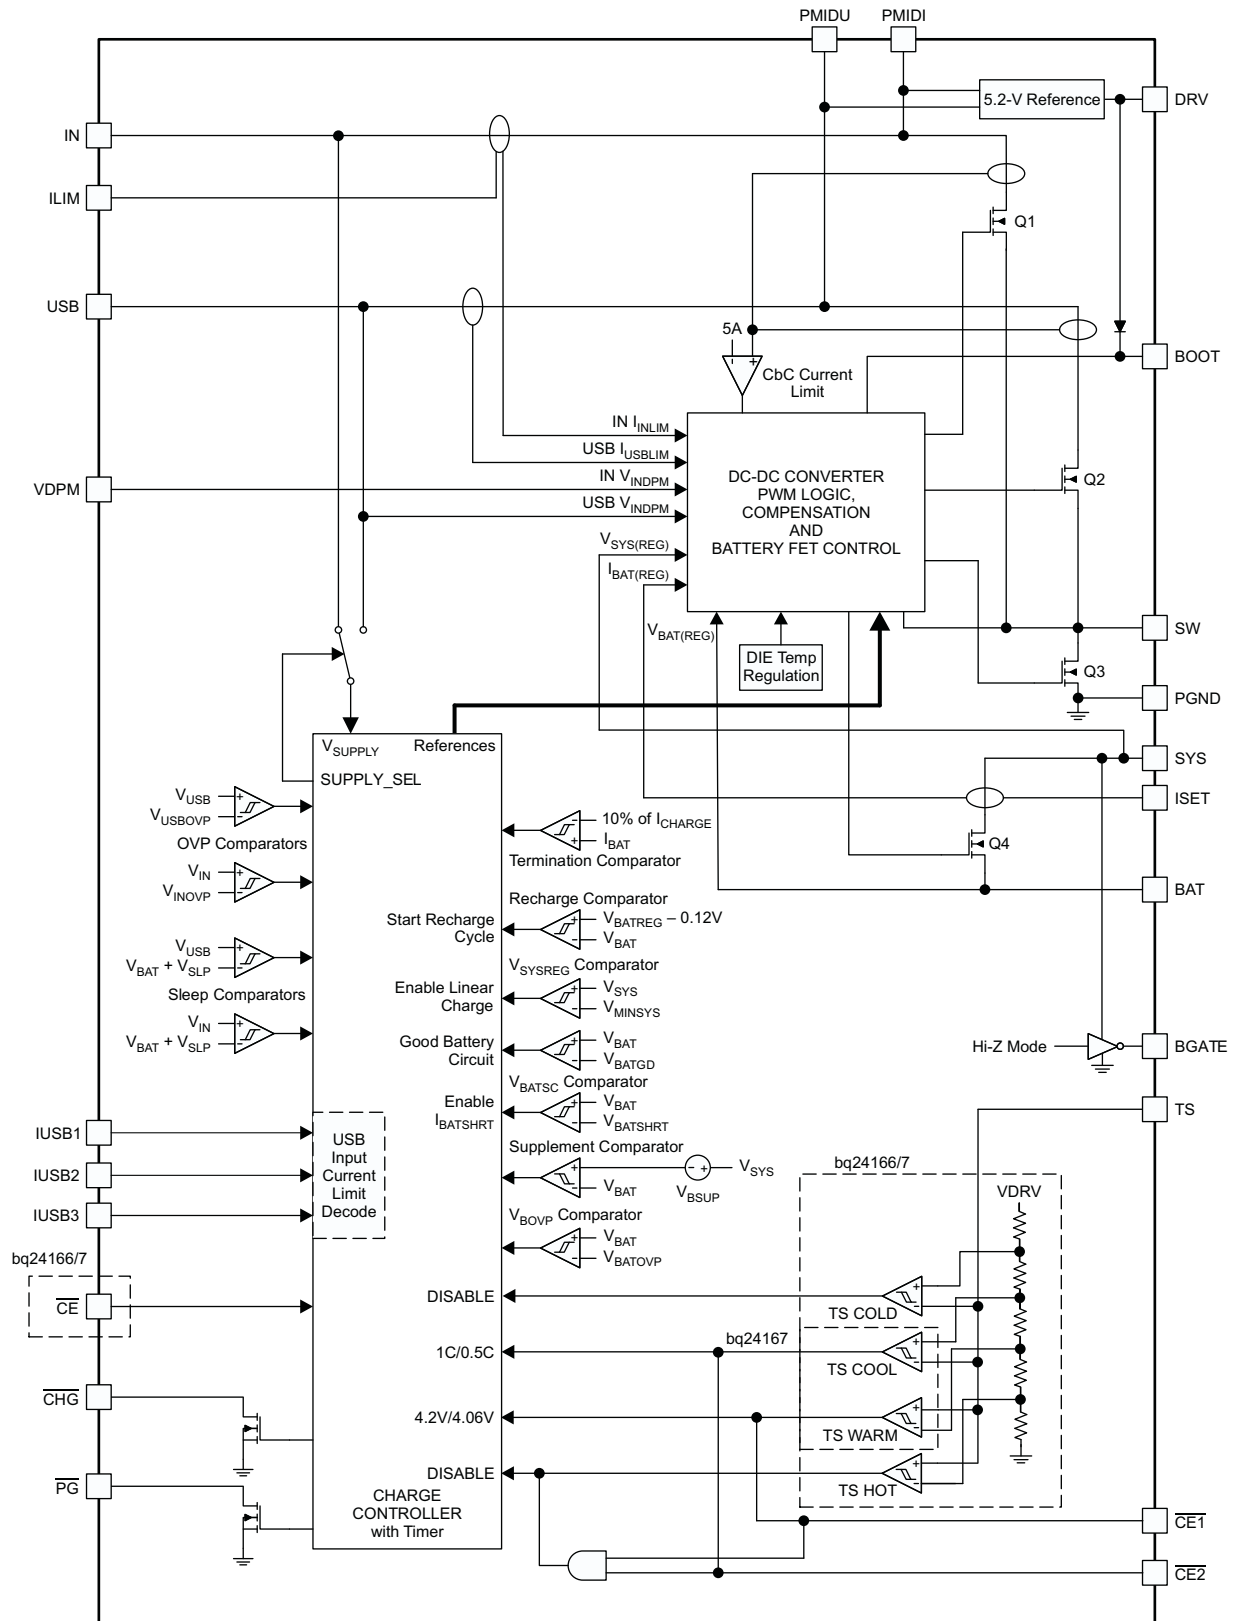 PMIDU
PMIDI
5.2-V Reference
DRV
IN
ILIM
Q1
USB
5A
CbC Current
Limit
BOOT
IN I_INLIM
USB I_USBLIM
IN V_INDPM
USB V_INDPM
VDPM
V_SYS(REG)
I_BAT(REG)
DC-DC CONVERTER
PWM LOGIC,
COMPENSATION
AND
BATTERY FET CONTROL
Q2
V_BAT(REG)
DIE Temp
Regulation
SW
Q3
PGND
V_SUPPLY
References
SUPPLY_SEL
SYS
ISET
V_USB
V_USBOVP
OVP Comparators
V_IN
V_INOVP
10% of I_CHARGE
I_BAT
Termination Comparator
Q4
BAT
Recharge Comparator
Start Recharge
Cycle
V_BATREG – 0.12V
V_BAT
V_USB
V_BAT + V_SLP
Sleep Comparators
V_IN
V_BAT + V_SLP
V_SYSREG Comparator
Enable Linear
Charge
V_SYS
V_MINSYS
Good Battery
Circuit
V_BAT
V_BATGD
Hi-Z Mode
BGATE
V_BATSC Comparator
Enable
I_BATSHRT
V_BAT
V_BATSHRT
TS
IUSB1
IUSB2
IUSB3
USB
Input
Current
Limit
Decode
Supplement Comparator
V_BAT
V_BSUP
V_SYS
bq24166/7
VDRV
V_BOVP Comparator
V_BAT
V_BATOVP
bq24166/7
CE
DISABLE
TS COLD
1C/0.5C
bq24167
TS COOL
CHG
4.2V/4.06V
TS WARM
PG
DISABLE
TS HOT
CHARGE
CONTROLLER
with Timer
CE1
CE2